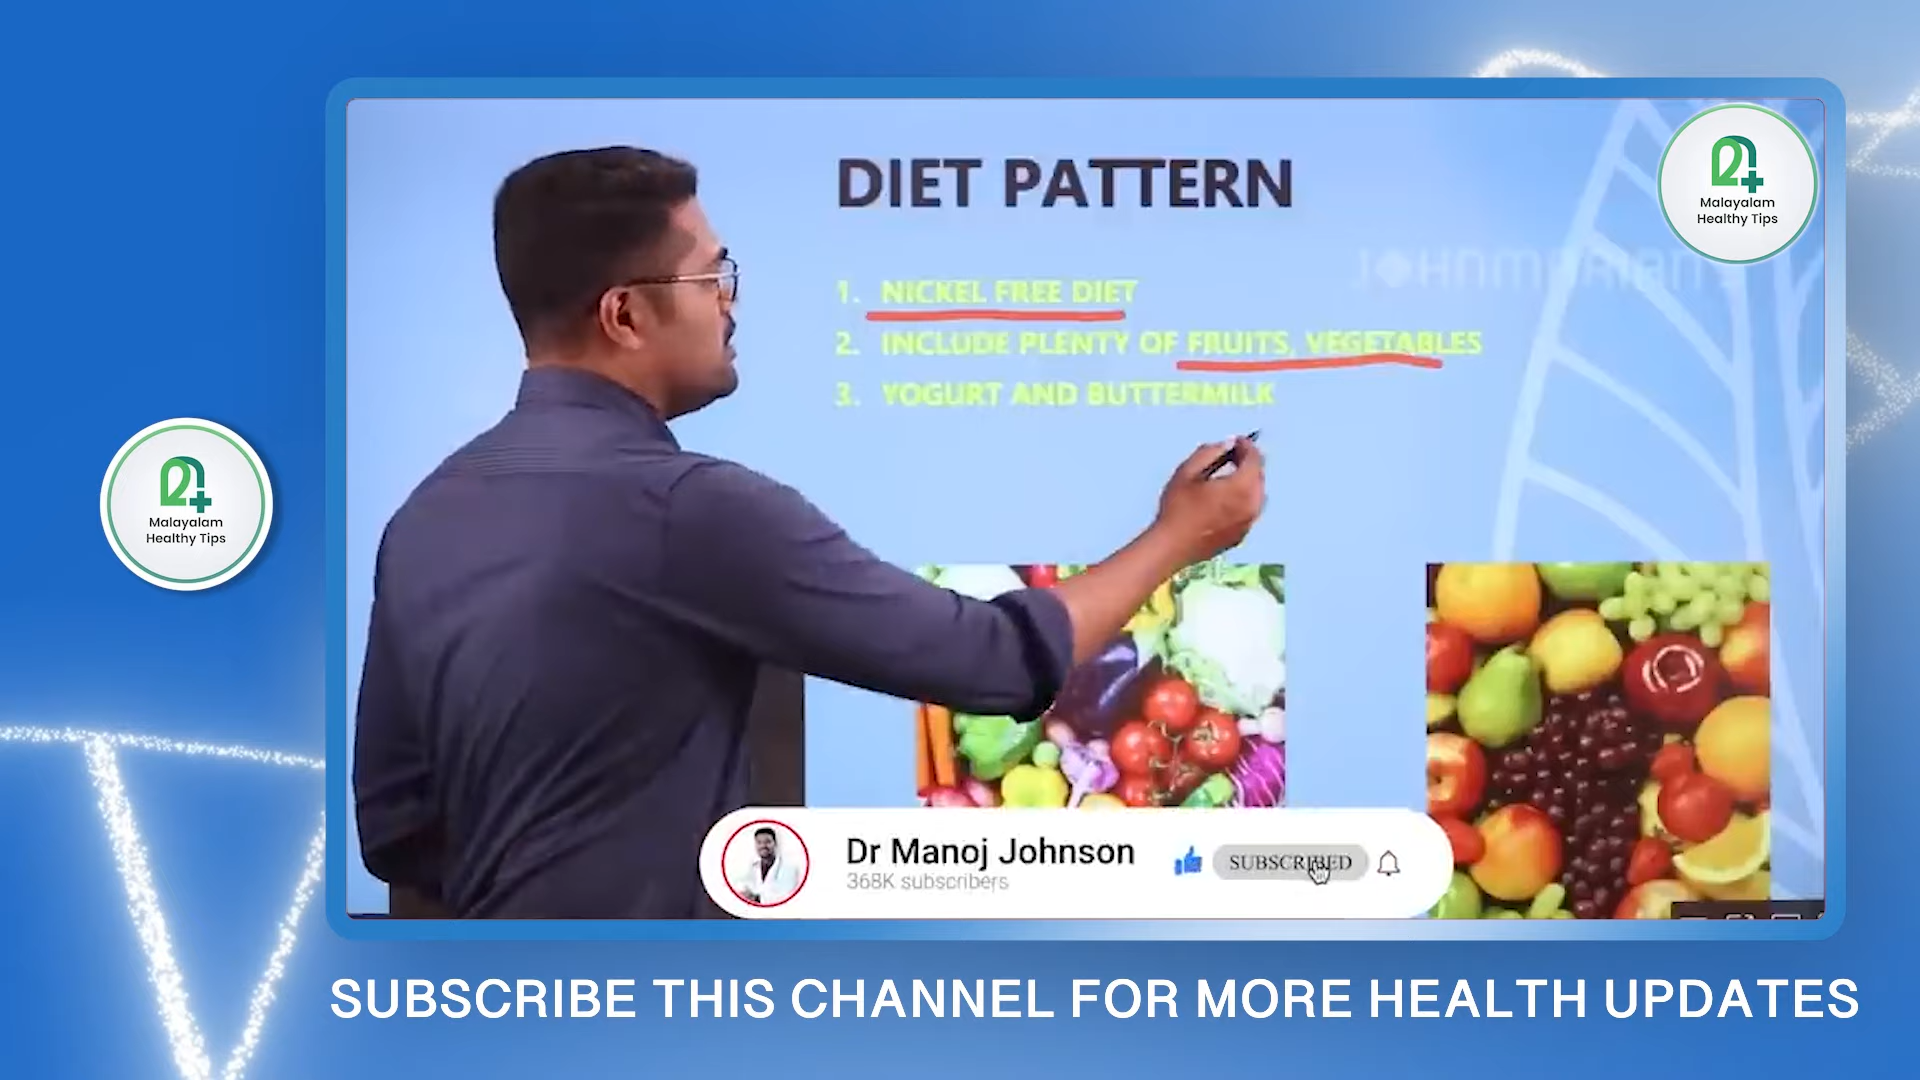 DIET PATTERN
1. NICKEL FREE DIET
2. INCLUDE PLENTY OF FRUITS, VEGETABLES
3. YOGURT AND BUTTERMILK
Malayalam
Healthy Tips
Malayalam
Healthy Tips
Dr Manoj Johnson
368K subscribers
SUBSCRIBED
SUBSCRIBE THIS CHANNEL FOR MORE HEALTH UPDATES